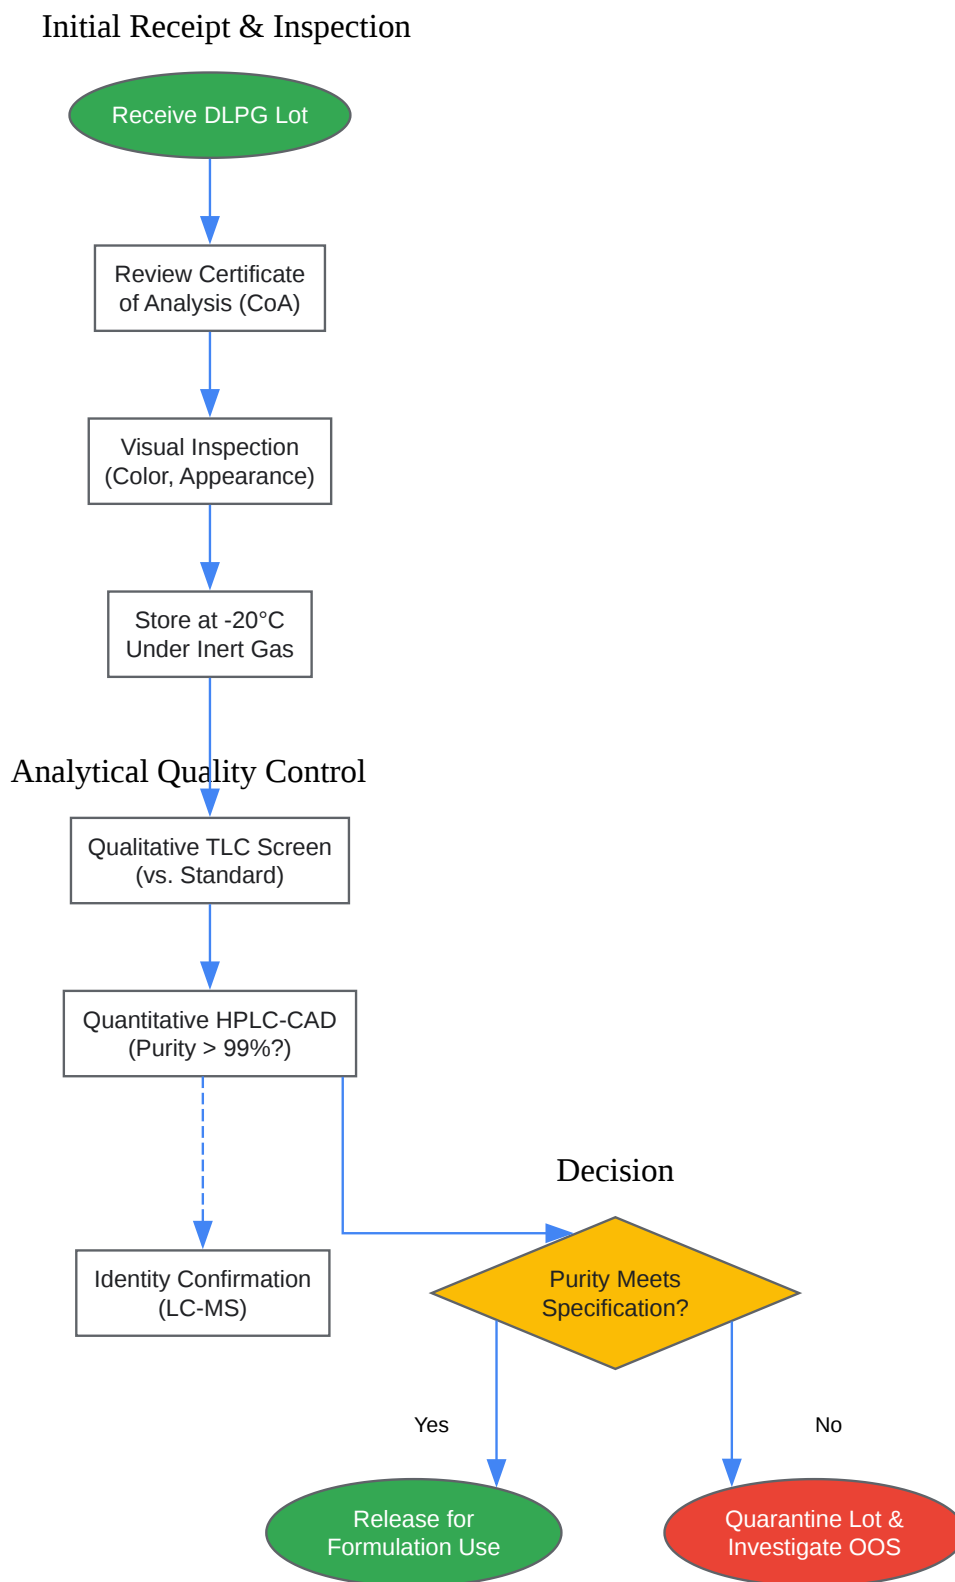 Initial Receipt & Inspection
Receive DLPG Lot
Review Certificate
of Analysis (CoA)
Visual Inspection
(Color, Appearance)
Store at -20°C
Under Inert Gas
Analytical Quality Control
Qualitative TLC Screen
(vs. Standard)
Quantitative HPLC-CAD
(Purity > 99%?)
Decision
Identity Confirmation
(LC-MS)
Purity Meets
Specification?
Yes
No
Release for
Formulation Use
Quarantine Lot &
Investigate OOS